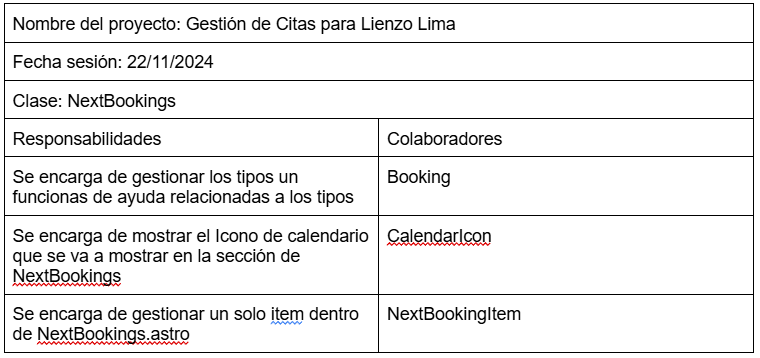 Nombre del proyecto: Gestión de Citas para Lienzo Lima
Fecha sesión: 22/11/2024
Clase: NextBookings
Responsabilidades
Colaboradores
Se encarga de gestionar los tipos un
funcionas de ayuda relacionadas a los tipos
Booking
Se encarga de mostrar el Icono de calendario
que se va a mostrar en la sección de
NextBookings
CalendarIcon
Se encarga de gestionar un solo item dentro
de NextBookings.astro
NextBookingItem